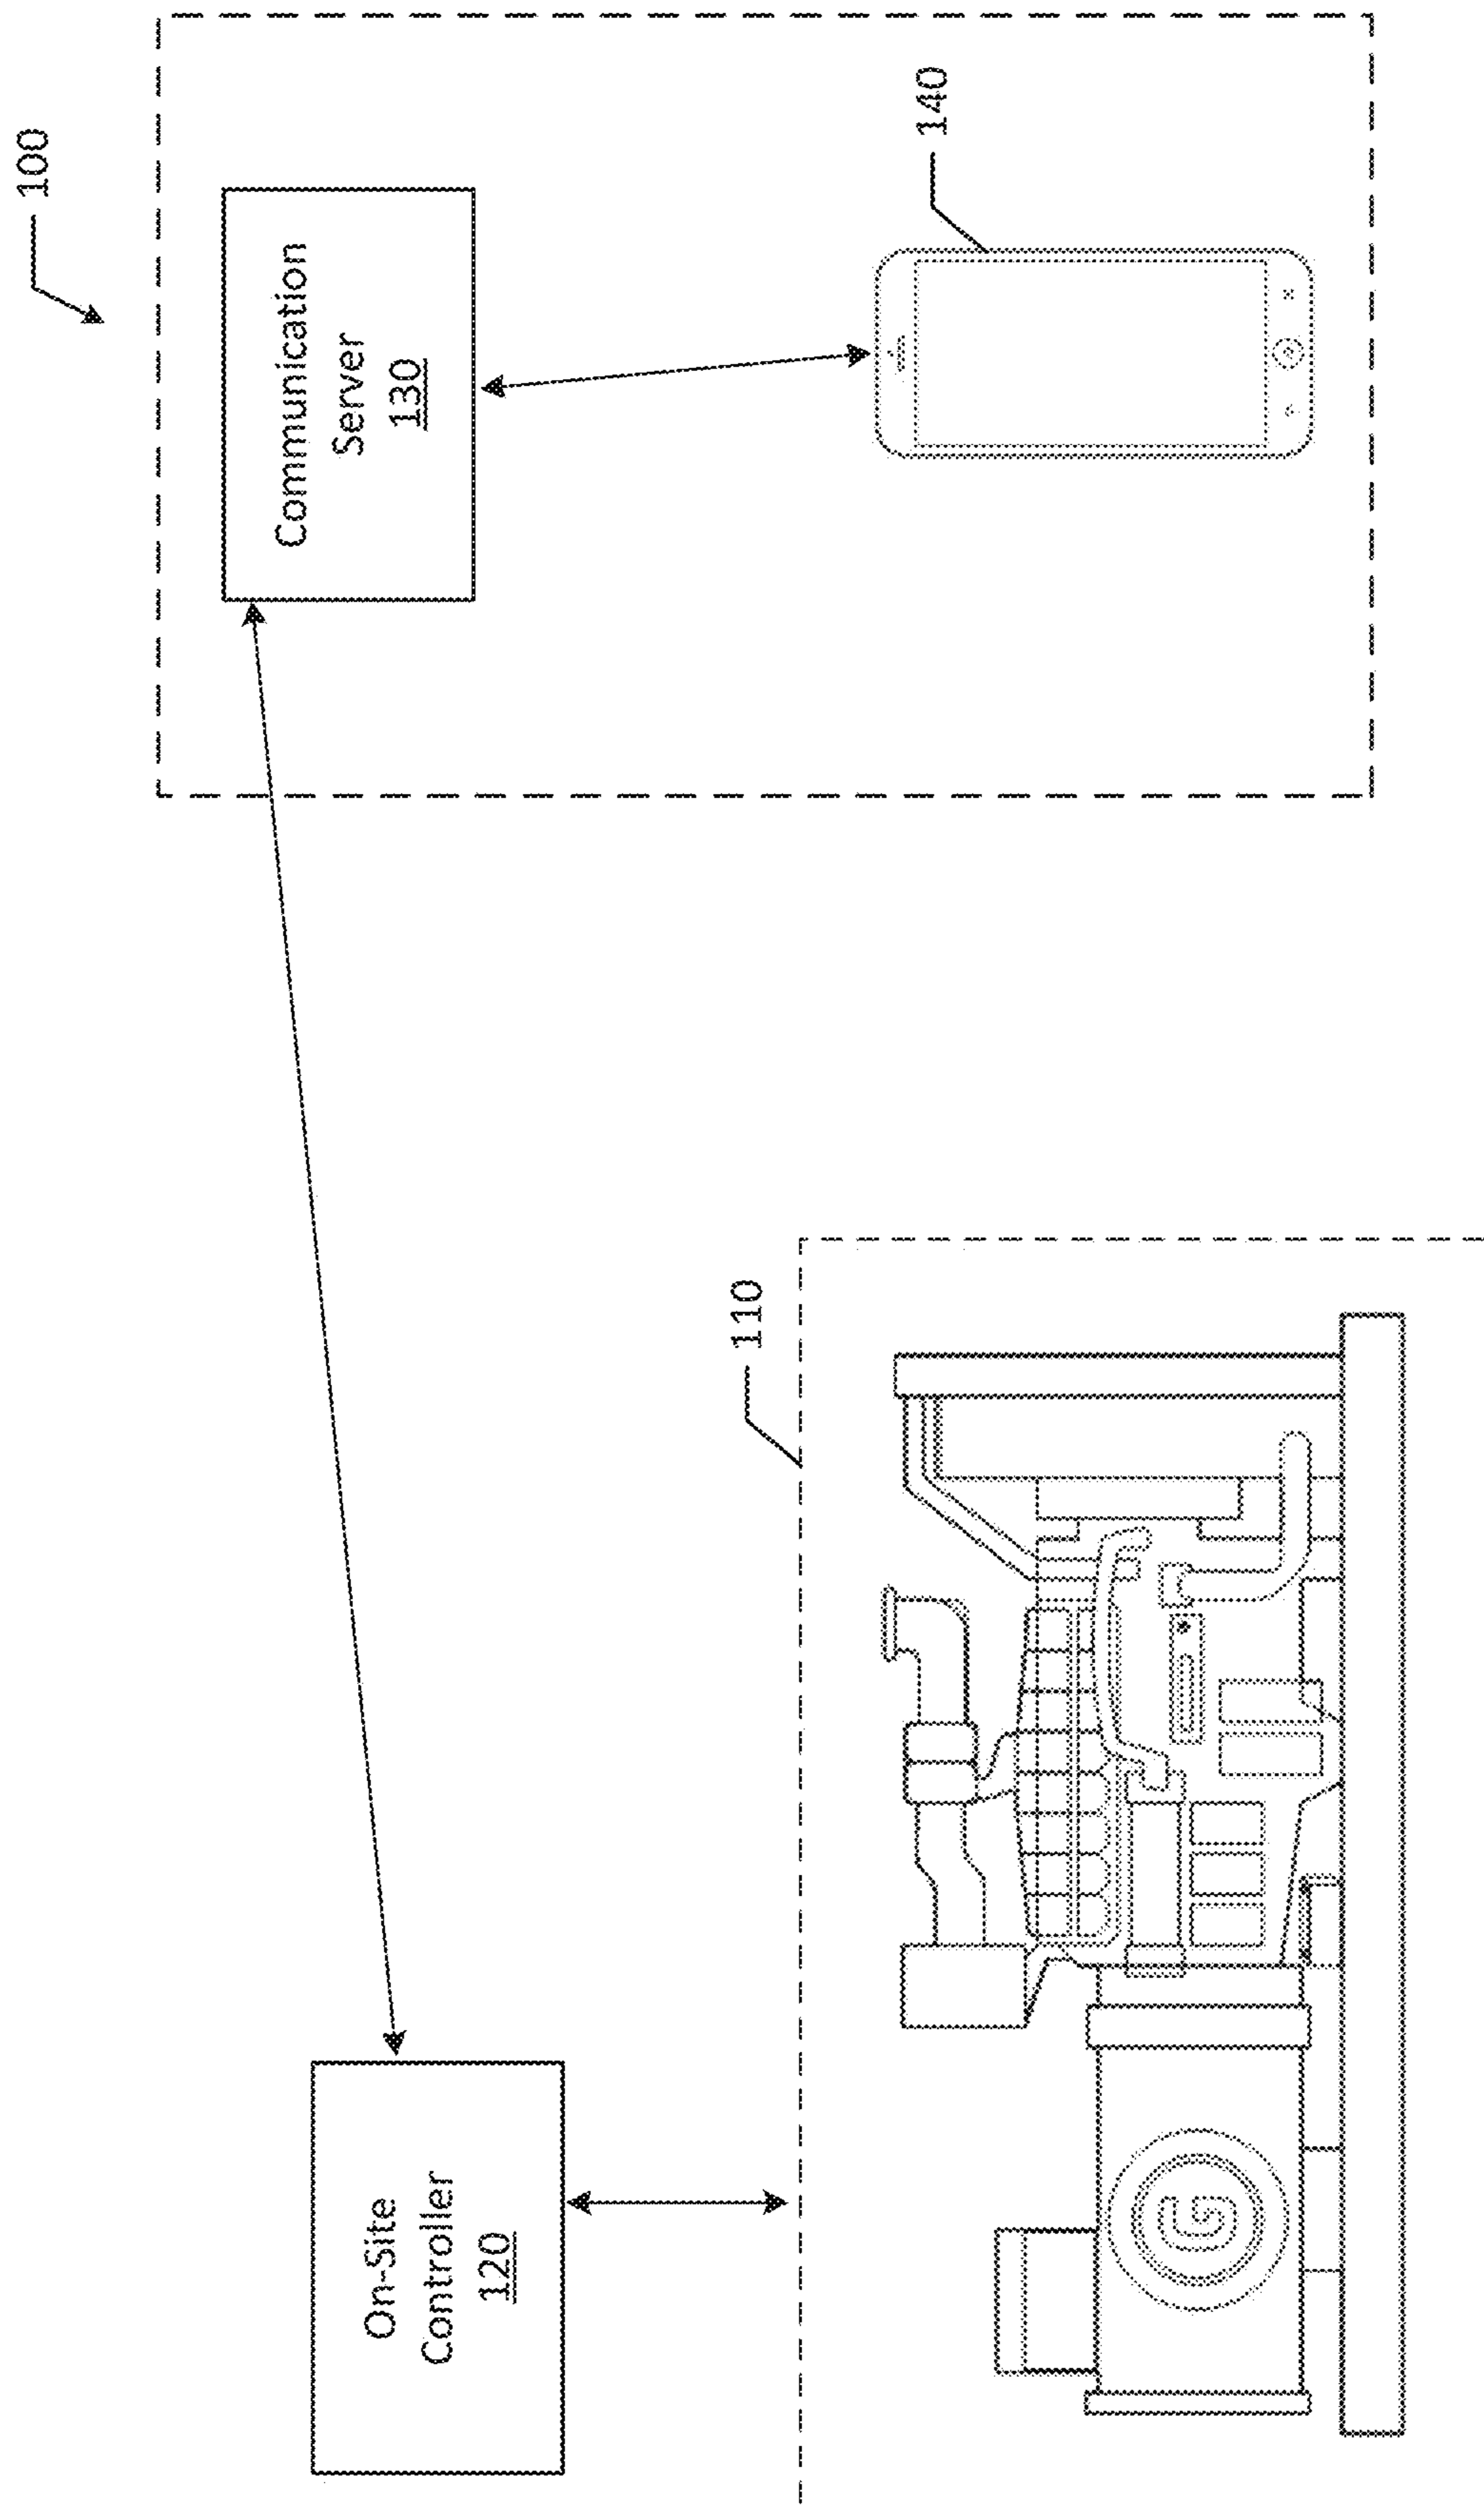 100
Communication
Server
130
140
On-Site
Controller
120
110
G